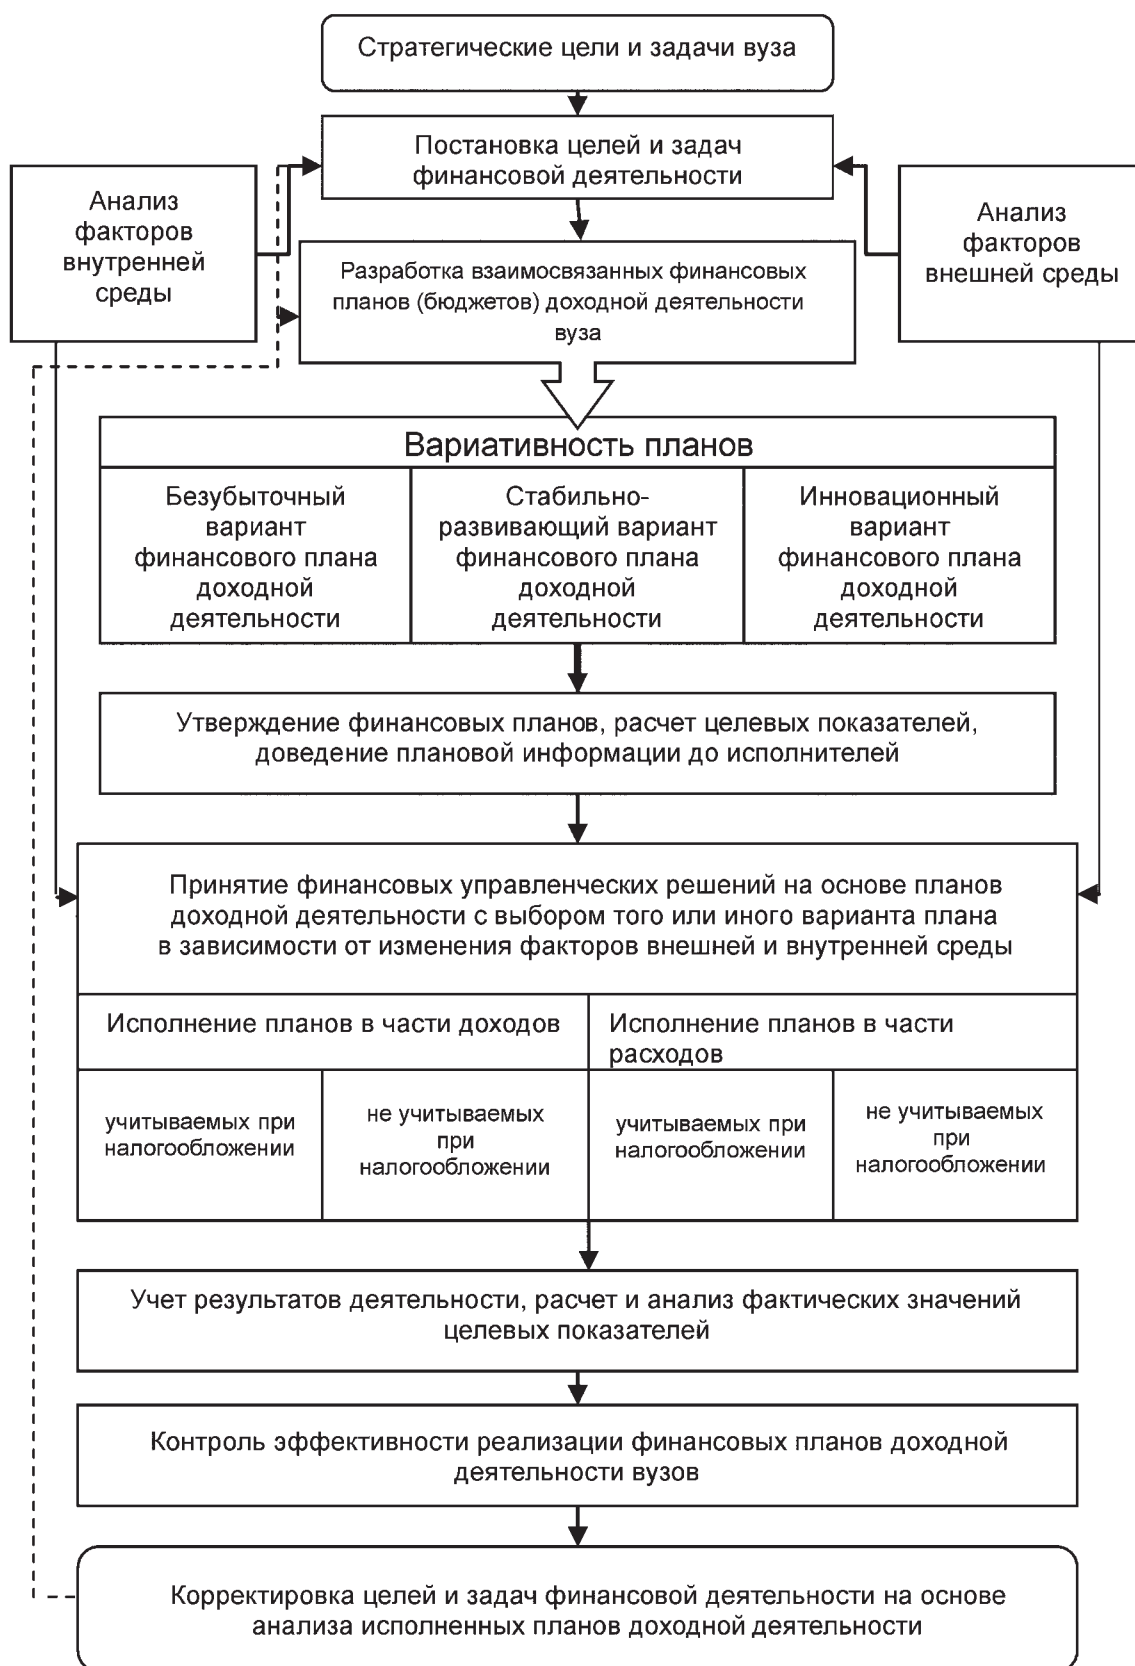 Стратегические цели и задачи вуза
Постановка целей и задач
финансовой деятельности
Анализ
факторов
внутренней
среды
Анализ
факторов
внешней среды
Разработка взаимосвязанных финансовых
планов (бюджетов) доходной деятельности
вуза
Вариативность планов
Безубыточный
вариант
финансового плана
доходной
деятельности
Стабильно-
развивающий вариант
финансового плана
доходной
деятельности
Инновационный
вариант
финансового плана
доходной
деятельности
Утверждение финансовых планов, расчет целевых показателей,
доведение плановой информации до исполнителей
Принятие финансовых управленческих решений на основе планов
доходной деятельности с выбором того или иного варианта плана
в зависимости от изменения факторов внешней и внутренней среды
Исполнение планов в части доходов
Исполнение планов в части
расходов
учитываемых при
налогообложении
не учитываемых
при
налогообложении
учитываемых при
налогообложении
не учитываемых
при
налогообложении
Учет результатов деятельности, расчет и анализ фактических значений
целевых показателей
Контроль эффективности реализации финансовых планов доходной
деятельности вузов
Корректировка целей и задач финансовой деятельности на основе
анализа исполненных планов доходной деятельности